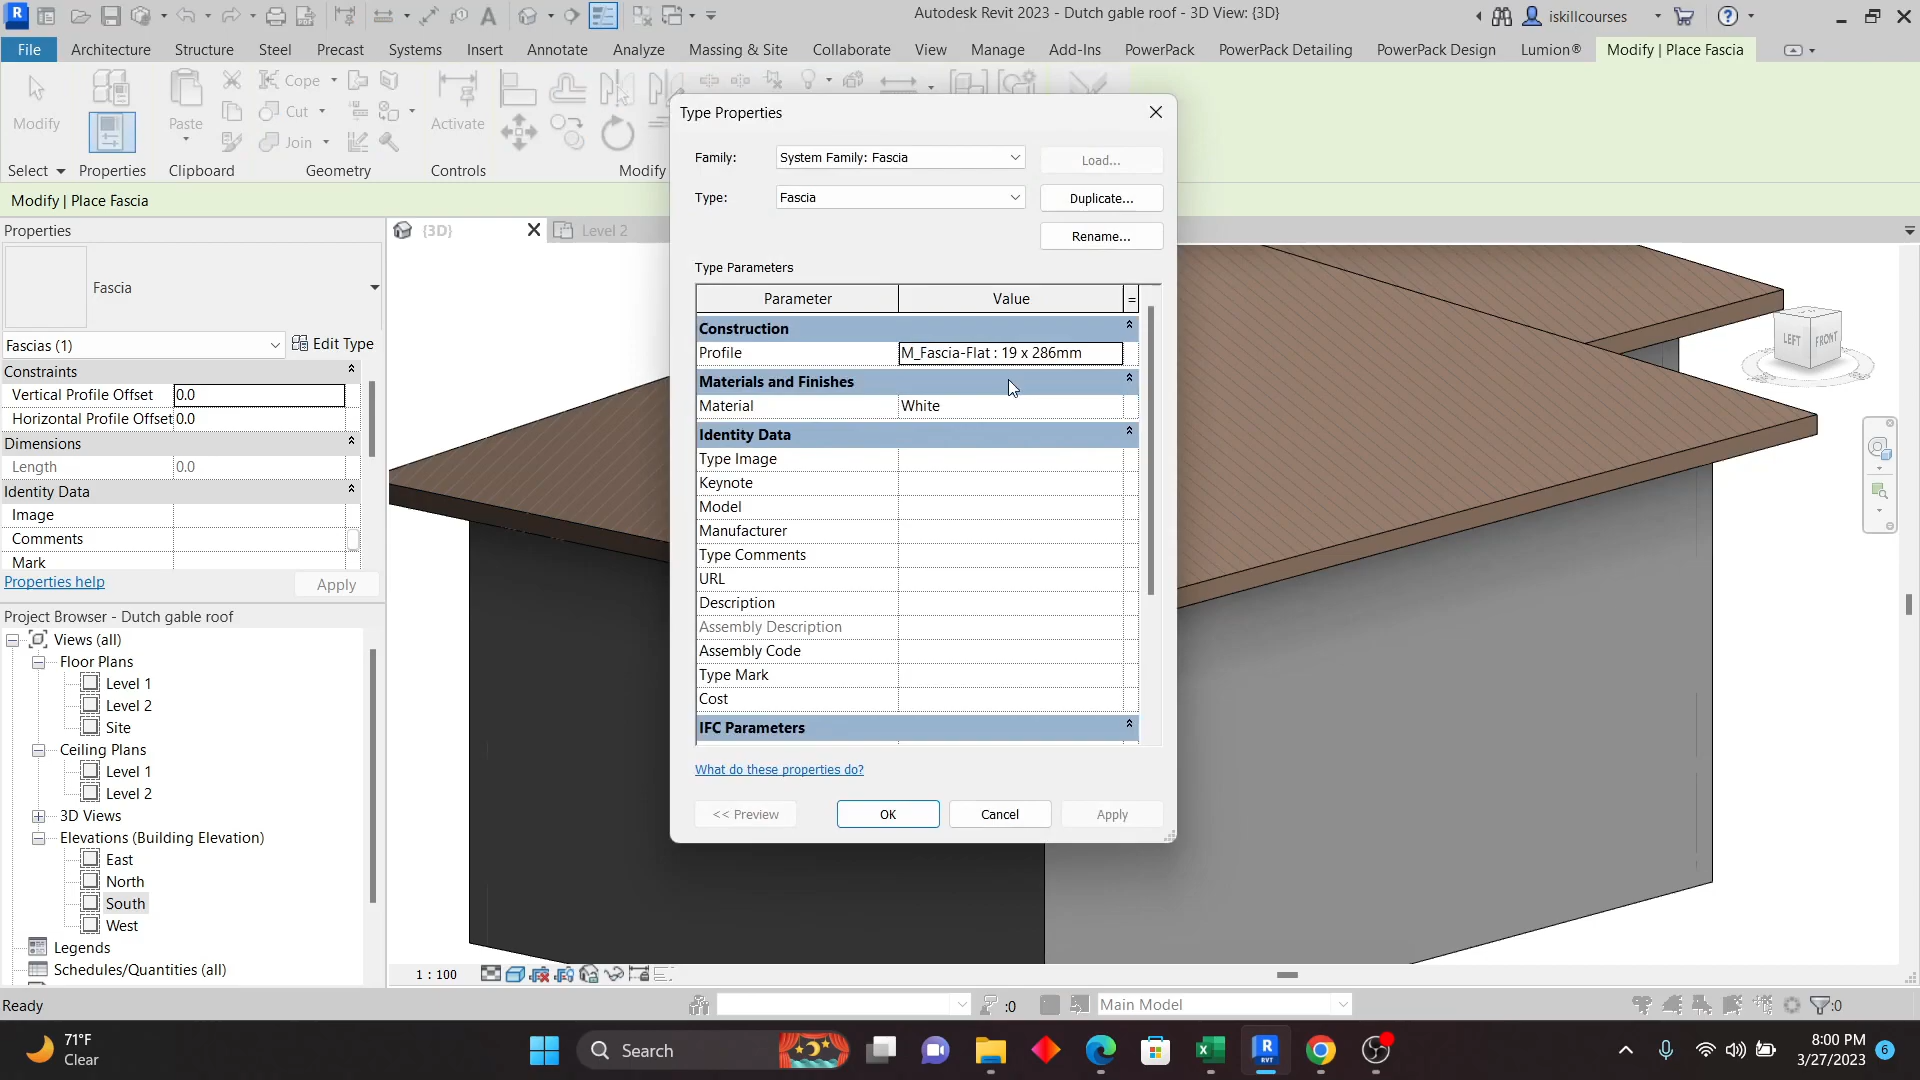 Autodesk Revit 2023 - Dutch gable roof - 3D View: {3D}
iskillcourses
File Architecture Structure Steel Precast Systems Insert Annotate Analyze Massing & Site Collaborate View Manage Add-Ins PowerPack PowerPack Detailing PowerPack Design Lumion® Modify | Place Fascia
Modify
Paste
Cope
Cut
Join
Activate
Select Properties Clipboard Geometry Controls Modify
Modify | Place Fascia
Properties
Fascia
Fascias (1) Edit Type
Constraints
Vertical Profile Offset 0.0
Horizontal Profile Offset 0.0
Dimensions
Length 0.0
Identity Data
Image
Comments
Mark
Properties help Apply
Project Browser - Dutch gable roof
Views (all)
Floor Plans
Level 1
Level 2
Site
Ceiling Plans
Level 1
Level 2
3D Views
Elevations (Building Elevation)
East
North
South
West
Legends
Schedules/Quantities (all)
{3D} Level 2
Type Properties
Family: System Family: Fascia Load...
Type: Fascia Duplicate...
Rename...
Type Parameters
Parameter Value =
Construction
Profile M_Fascia-Flat : 19 x 286mm
Materials and Finishes
Material White
Identity Data
Type Image
Keynote
Model
Manufacturer
Type Comments
URL
Description
Assembly Description
Assembly Code
Type Mark
Cost
IFC Parameters
What do these properties do?
<< Preview OK Cancel Apply
LEFT FRONT
1 : 100
Ready :0 Main Model :0
71°F
Clear
Search
8:00 PM
3/27/2023
6